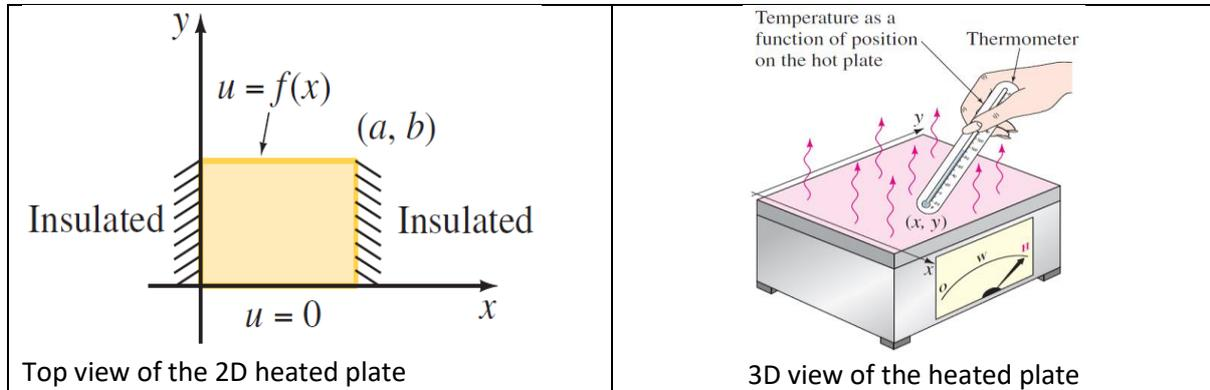 y
u = f(x)
(a, b)
Insulated
Insulated
u = 0
x
Top view of the 2D heated plate
Temperature as a
function of position
on the hot plate
Thermometer
y
(x, y)
x
O
W
H
3D view of the heated plate